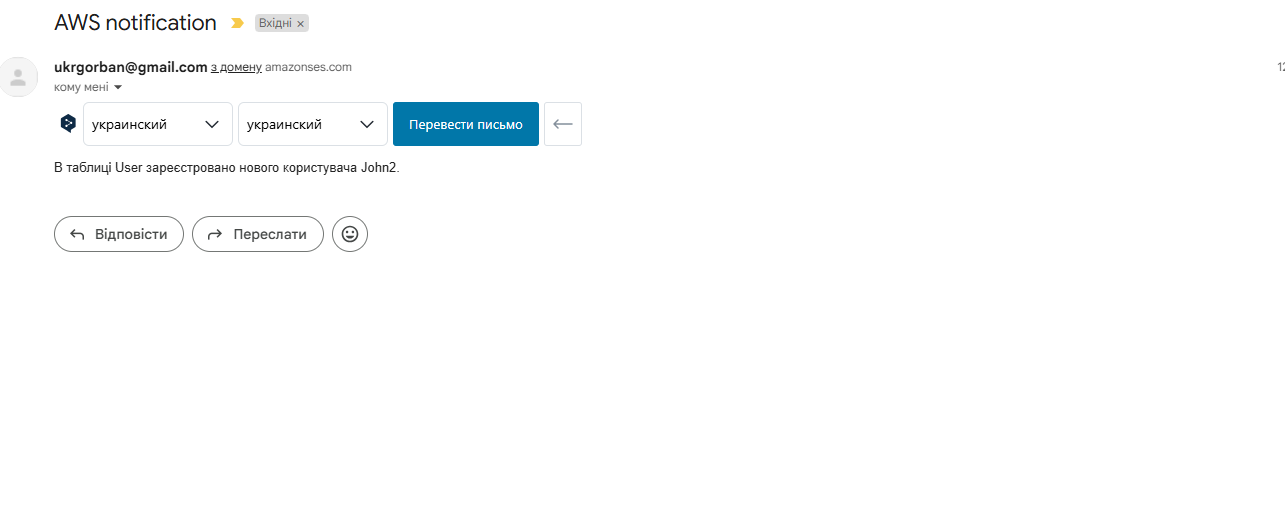 AWS notification Вхідні ×
ukrgorban@gmail.com з домену amazonses.com 12
кому мені
украинский украинский Перевести письмо
В таблиці User зареєстровано нового користувача John2.
Відповісти Переслати